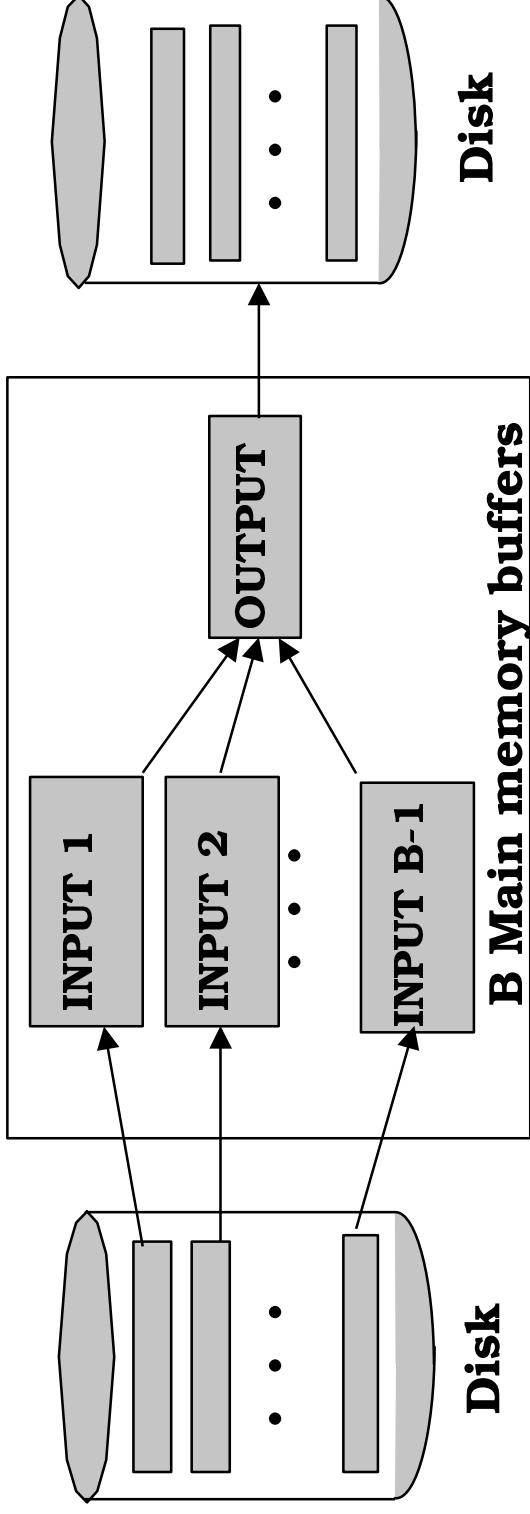 Disk
INPUT 1
INPUT 2
INPUT B-1
OUTPUT
B Main memory buffers
Disk